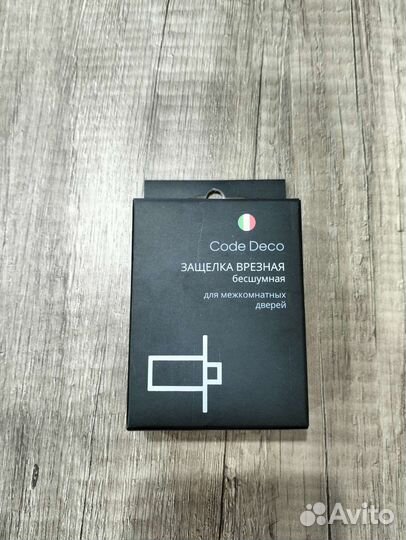 Code Deco
ЗАЩЕЛКА ВРЕЗНАЯ
бесшумная
для межкомнатных
дверей
Avito